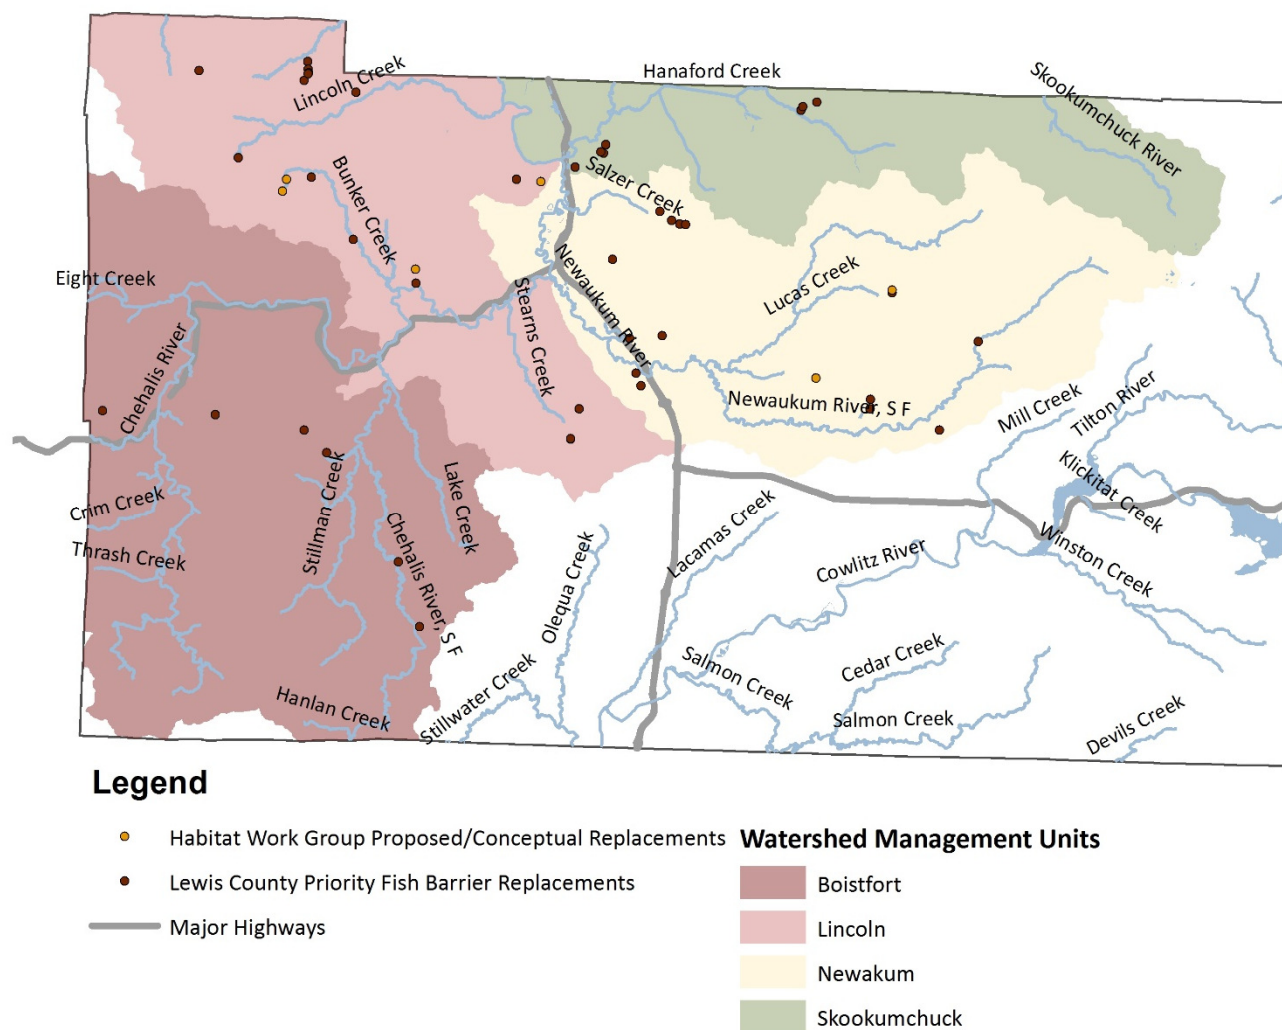 Hanaford Creek
Skookumchuck River
Lincoln Creek
Bunker Creek
Salzer Creek
Eight Creek
Chehalis River
Stearns Creek
Newaukum River
Lucas Creek
Newaukum River, S F
Mill Creek
Tilton River
Klickitat Creek
Winston Creek
Crim Creek
Thrash Creek
Stillman Creek
Lake Creek
Chehalis River, S F
Hanlan Creek
Stillwater Creek
Olequa Creek
Lacamas Creek
Cowlitz River
Salmon Creek
Cedar Creek
Salmon Creek
Devils Creek
Legend
Habitat Work Group Proposed/Conceptual Replacements
Lewis County Priority Fish Barrier Replacements
Major Highways
Watershed Management Units
Boistfort
Lincoln
Newakum
Skookumchuck